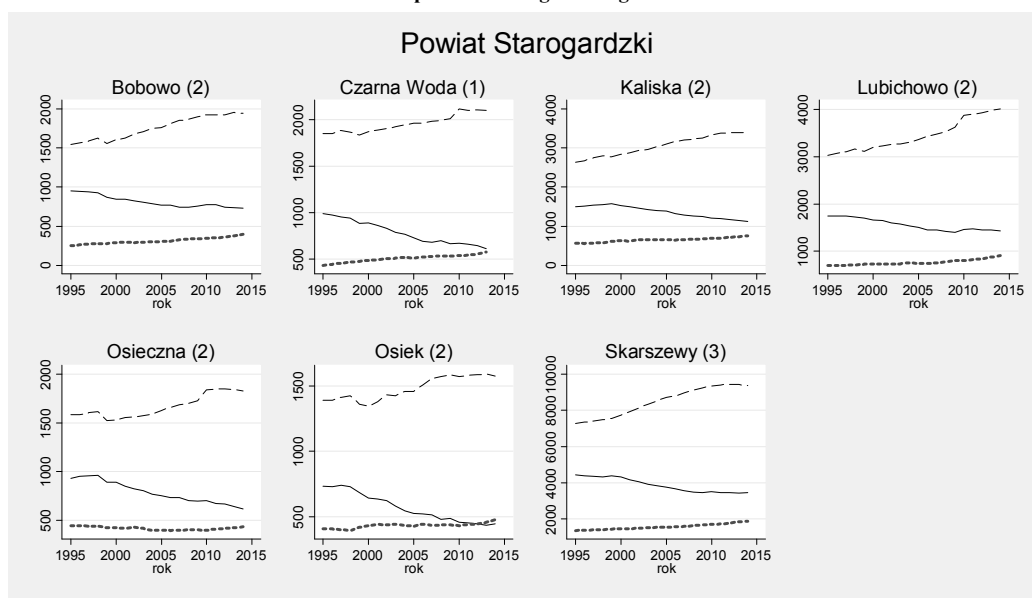 Powiat Starogardzki
Bobowo (2) Czarna Woda (1) Kaliska (2) Lubichowo (2)
2000 2000 4000 4000
1500 1500 3000 3000
1000 1000 2000 2000
500 500 1000 1000
0 0
1995 2000 2005 2010 2015 1995 2000 2005 2010 2015 1995 2000 2005 2010 2015 1995 2000 2005 2010 2015
rok rok rok rok
Osieczna (2) Osiek (2) Skarszewy (3)
2000 1500 10000
1500 1000 8000
1000 500 6000
500 4000
2000
1995 2000 2005 2010 2015 1995 2000 2005 2010 2015 1995 2000 2005 2010 2015
rok rok rok